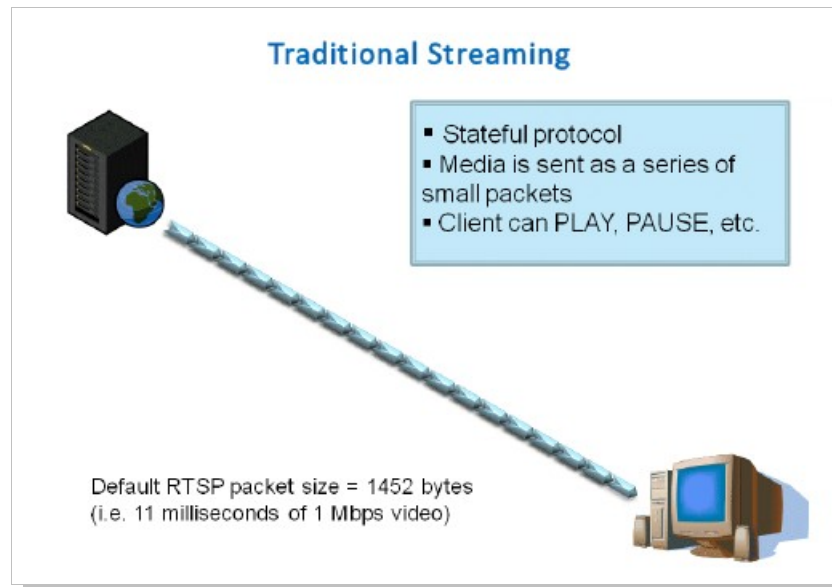 Traditional Streaming
▪ Stateful protocol
▪ Media is sent as a series of
small packets
▪ Client can PLAY, PAUSE, etc.
Default RTSP packet size = 1452 bytes
(i.e. 11 milliseconds of 1 Mbps video)